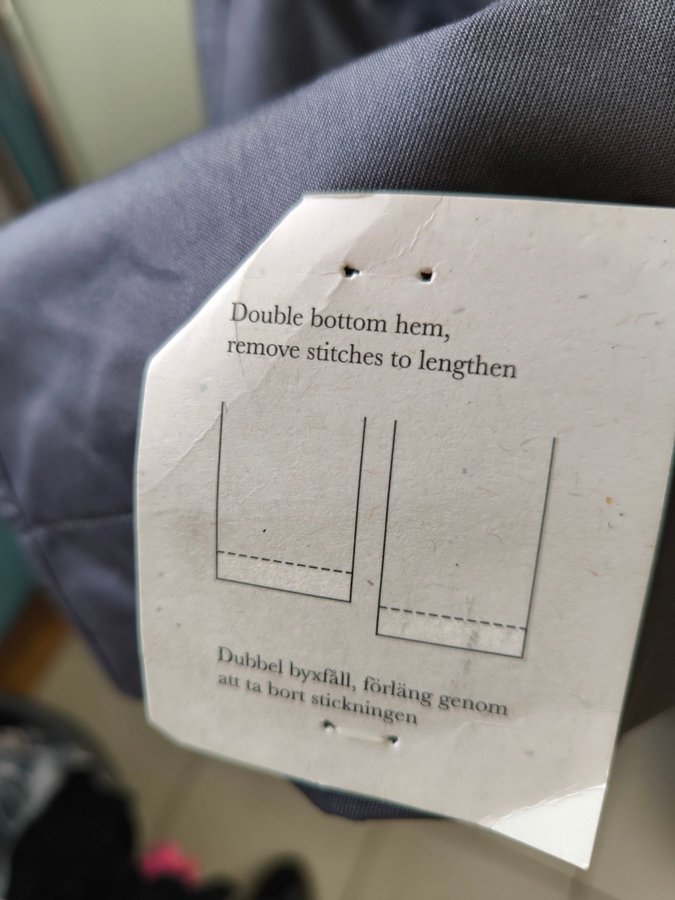 Double bottom hem,
remove stitches to lengthen
Dubbel byxfåll, förläng genom
att ta bort stickningen